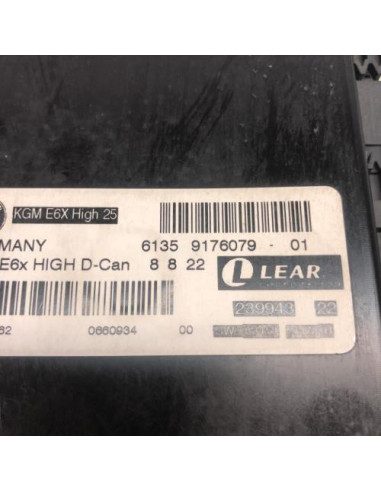 KGM E6X High 25
MANY 6135 9176079 - 01
E6x HIGH D-Can 8 8 22
LEAR
239943 22
62 0660934 00